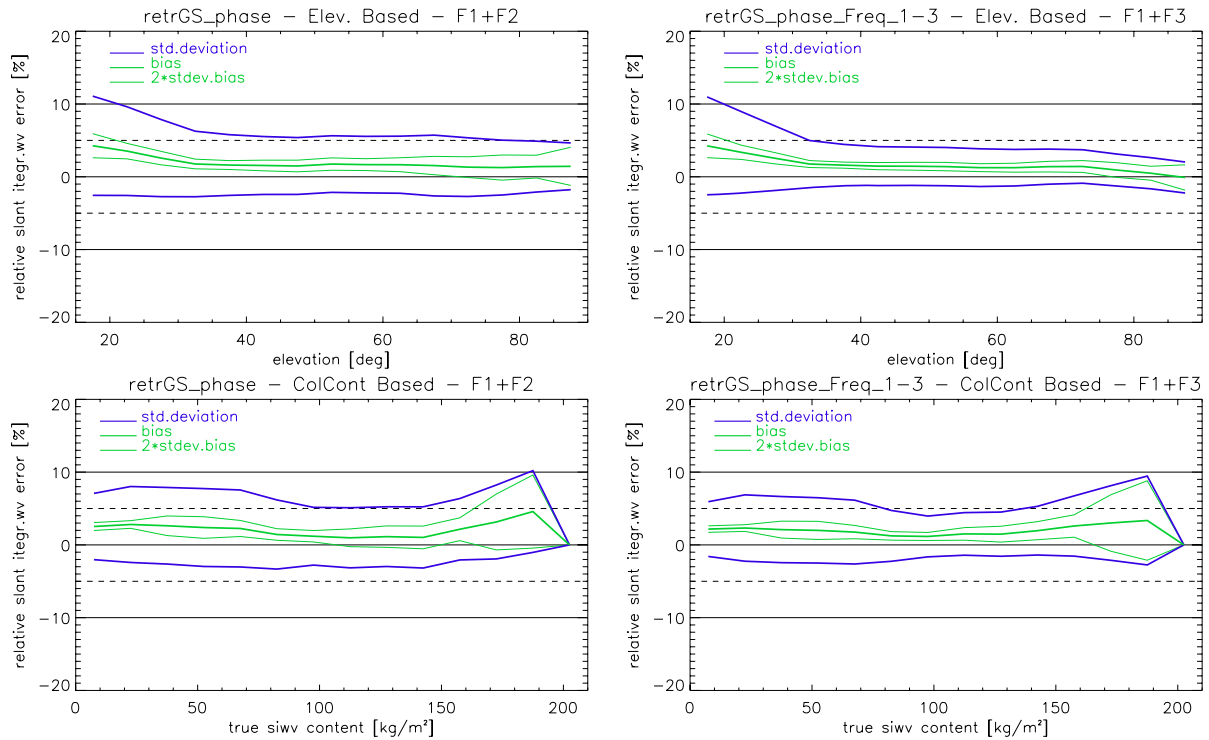 retrGS_phase - Elev. Based - F1+F2
relative slant itegr.wv error [%]
20
10
0
-10
-20
std.deviation
bias
2*stdev.bias
20 40 60 80
elevation [deg]
retrGS_phase_Freq_1-3 - Elev. Based - F1+F3
relative slant itegr.wv error [%]
20
10
0
-10
-20
std.deviation
bias
2*stdev.bias
20 40 60 80
elevation [deg]
retrGS_phase - ColCont Based - F1+F2
relative slant itegr.wv error [%]
20
10
0
-10
-20
std.deviation
bias
2*stdev.bias
0 50 100 150 200
true siwv content [kg/m²]
retrGS_phase_Freq_1-3 - ColCont Based - F1+F3
relative slant itegr.wv error [%]
20
10
0
-10
-20
std.deviation
bias
2*stdev.bias
0 50 100 150 200
true siwv content [kg/m²]